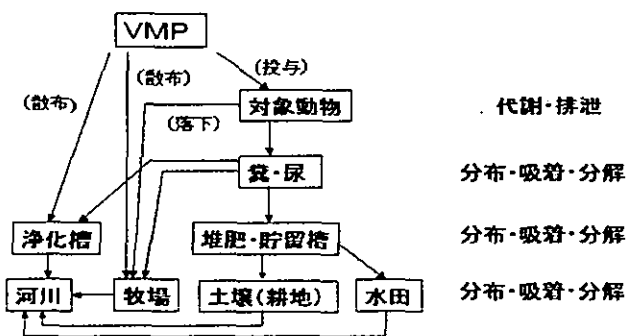 VMP
(投与)
(散布)
(散布)
対象動物
代謝・排泄
(落下)
糞・尿
分布・吸着・分解
浄化槽
堆肥・貯留槽
分布・吸着・分解
河川
牧場
土壌(耕地)
水田
分布・吸着・分解